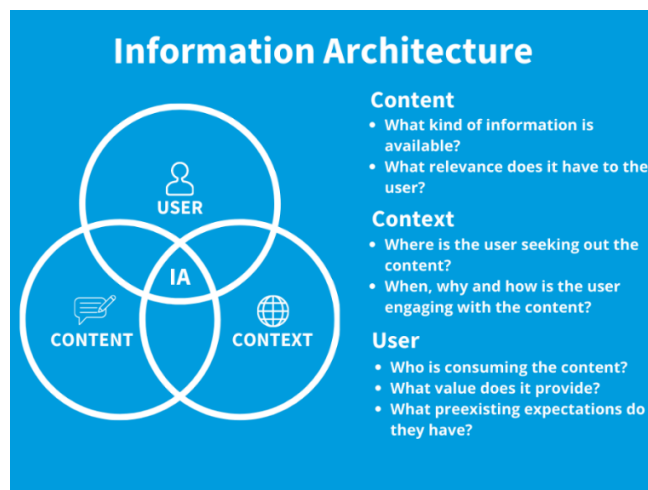 Information Architecture
USER
IA
CONTENT
CONTEXT
Content
• What kind of information is
available?
• What relevance does it have to the
user?
Context
• Where is the user seeking out the
content?
• When, why and how is the user
engaging with the content?
User
• Who is consuming the content?
• What value does it provide?
• What preexisting expectations do
they have?